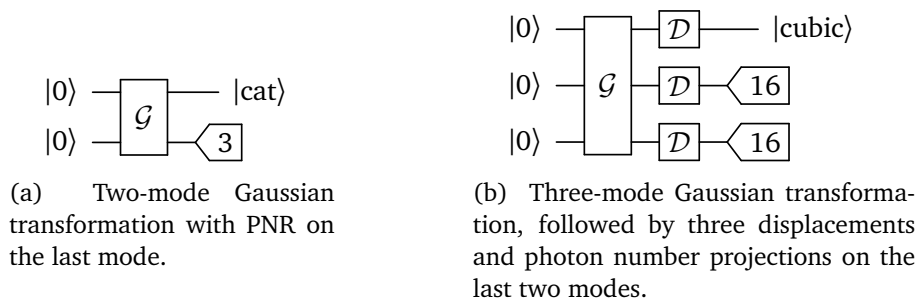 |0⟩ 𝒢 |cat⟩
|0⟩ 3
(a) Two-mode Gaussian
transformation with PNR on
the last mode.
|0⟩ 𝒟 |cubic⟩
|0⟩ 𝒢 𝒟 16
|0⟩ 𝒟 16
(b) Three-mode Gaussian transforma-
tion, followed by three displacements
and photon number projections on the
last two modes.